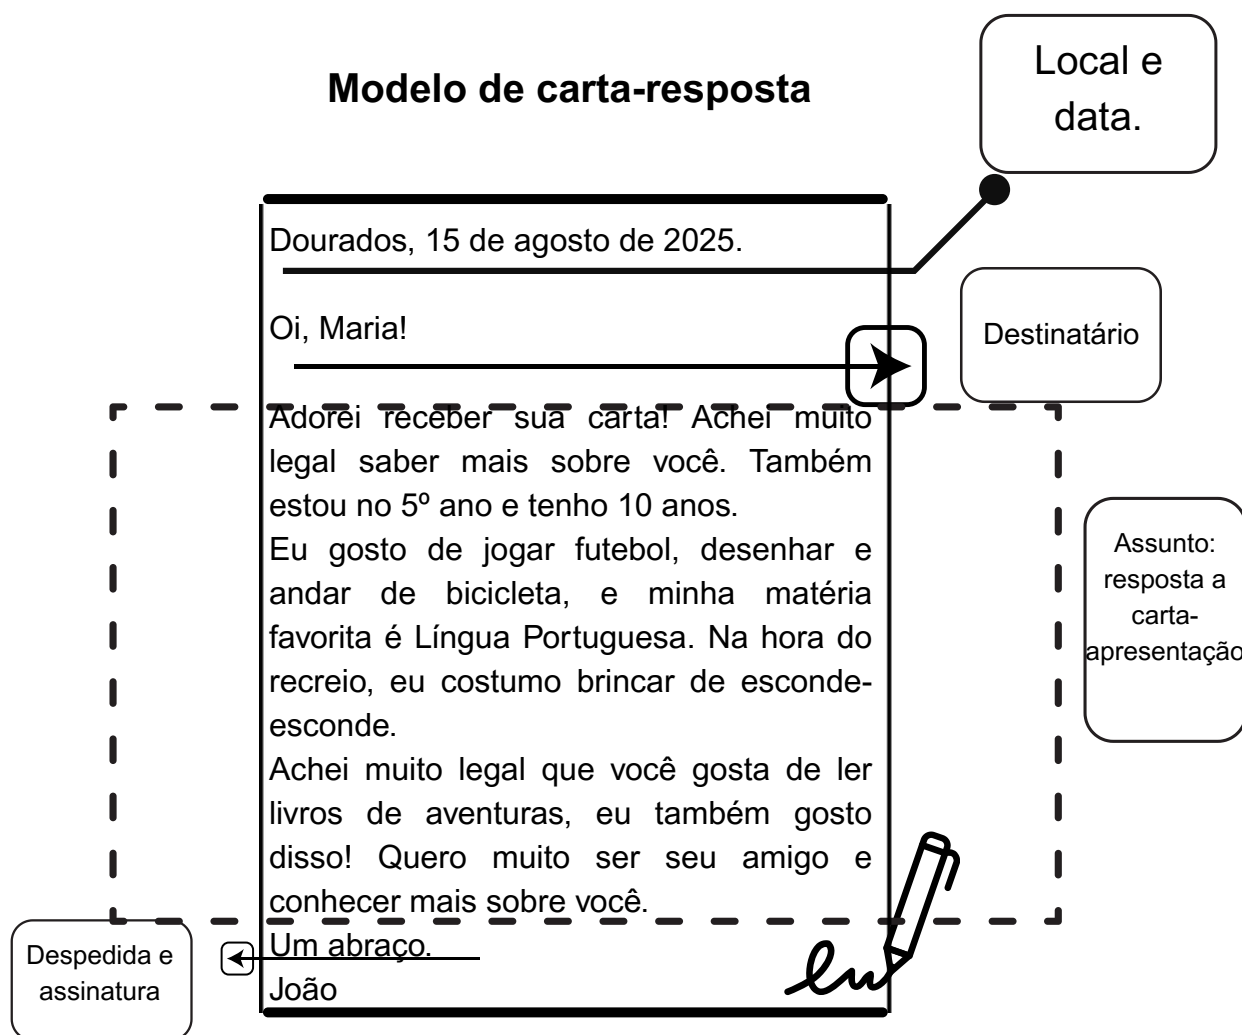 Modelo de carta-resposta
Local e
data.
Dourados, 15 de agosto de 2025.
Oi, Maria!
Destinatário
Adorei receber sua carta! Achei muito
legal saber mais sobre você. Também
estou no 5º ano e tenho 10 anos.
Eu gosto de jogar futebol, desenhar e
andar de bicicleta, e minha matéria
favorita é Língua Portuguesa. Na hora do
recreio, eu costumo brincar de esconde-
esconde.
Achei muito legal que você gosta de ler
livros de aventuras, eu também gosto
disso! Quero muito ser seu amigo e
conhecer mais sobre você.
Assunto:
resposta a
carta-
apresentação
Um abraço.
João
Despedida e
assinatura